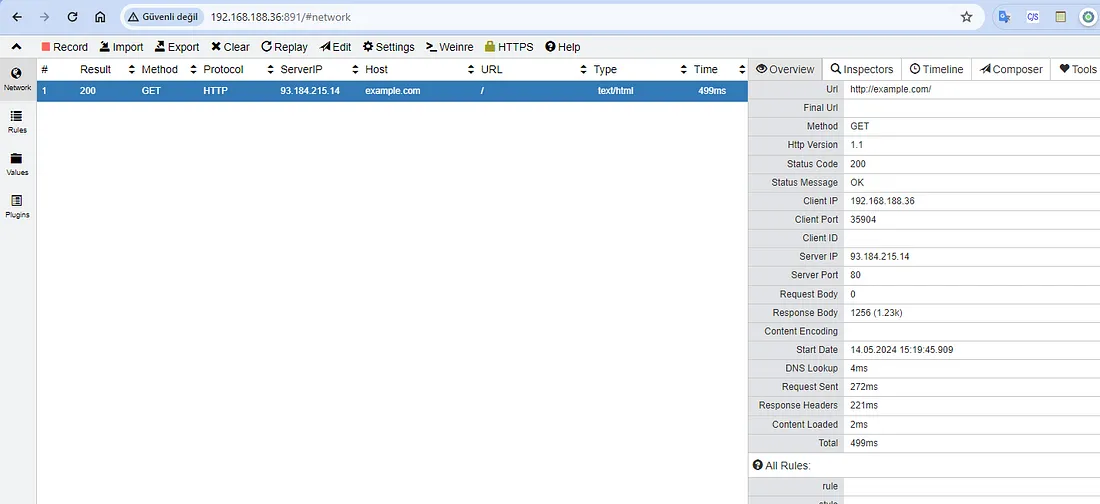 Güvenli değil 192.168.188.36:891/#network C/S
Record Import Export Clear Replay Edit Settings Weinre HTTPS Help
# Result Method Protocol ServerIP Host URL Type Time
1 200 GET HTTP 93.184.215.14 example.com / text/html 499ms
Network
Rules
Values
Plugins
Overview Inspectors Timeline Composer Tools
Url http://example.com/
Final Url
Method GET
Http Version 1.1
Status Code 200
Status Message OK
Client IP 192.168.188.36
Client Port 35904
Client ID
Server IP 93.184.215.14
Server Port 80
Request Body 0
Response Body 1256 (1.23k)
Content Encoding
Start Date 14.05.2024 15:19:45.909
DNS Lookup 4ms
Request Sent 272ms
Response Headers 221ms
Content Loaded 2ms
Total 499ms
All Rules:
rule
style